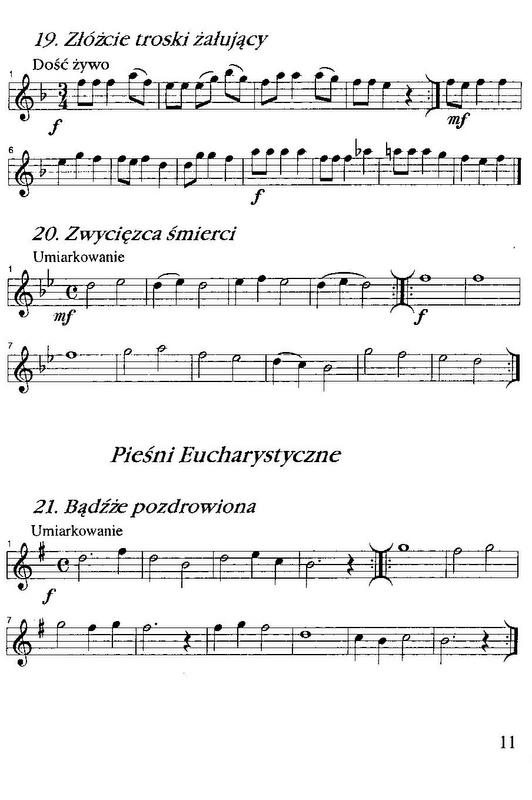 19. Złóżcie troski żałujący
Dość żywo
1
3
4
f
mf
6
f
20. Zwycięzca śmierci
Umiarkowanie
1
mf
f
7
Pieśni Eucharystyczne
21. Bądźże pozdrowiona
Umiarkowanie
1
f
7
11